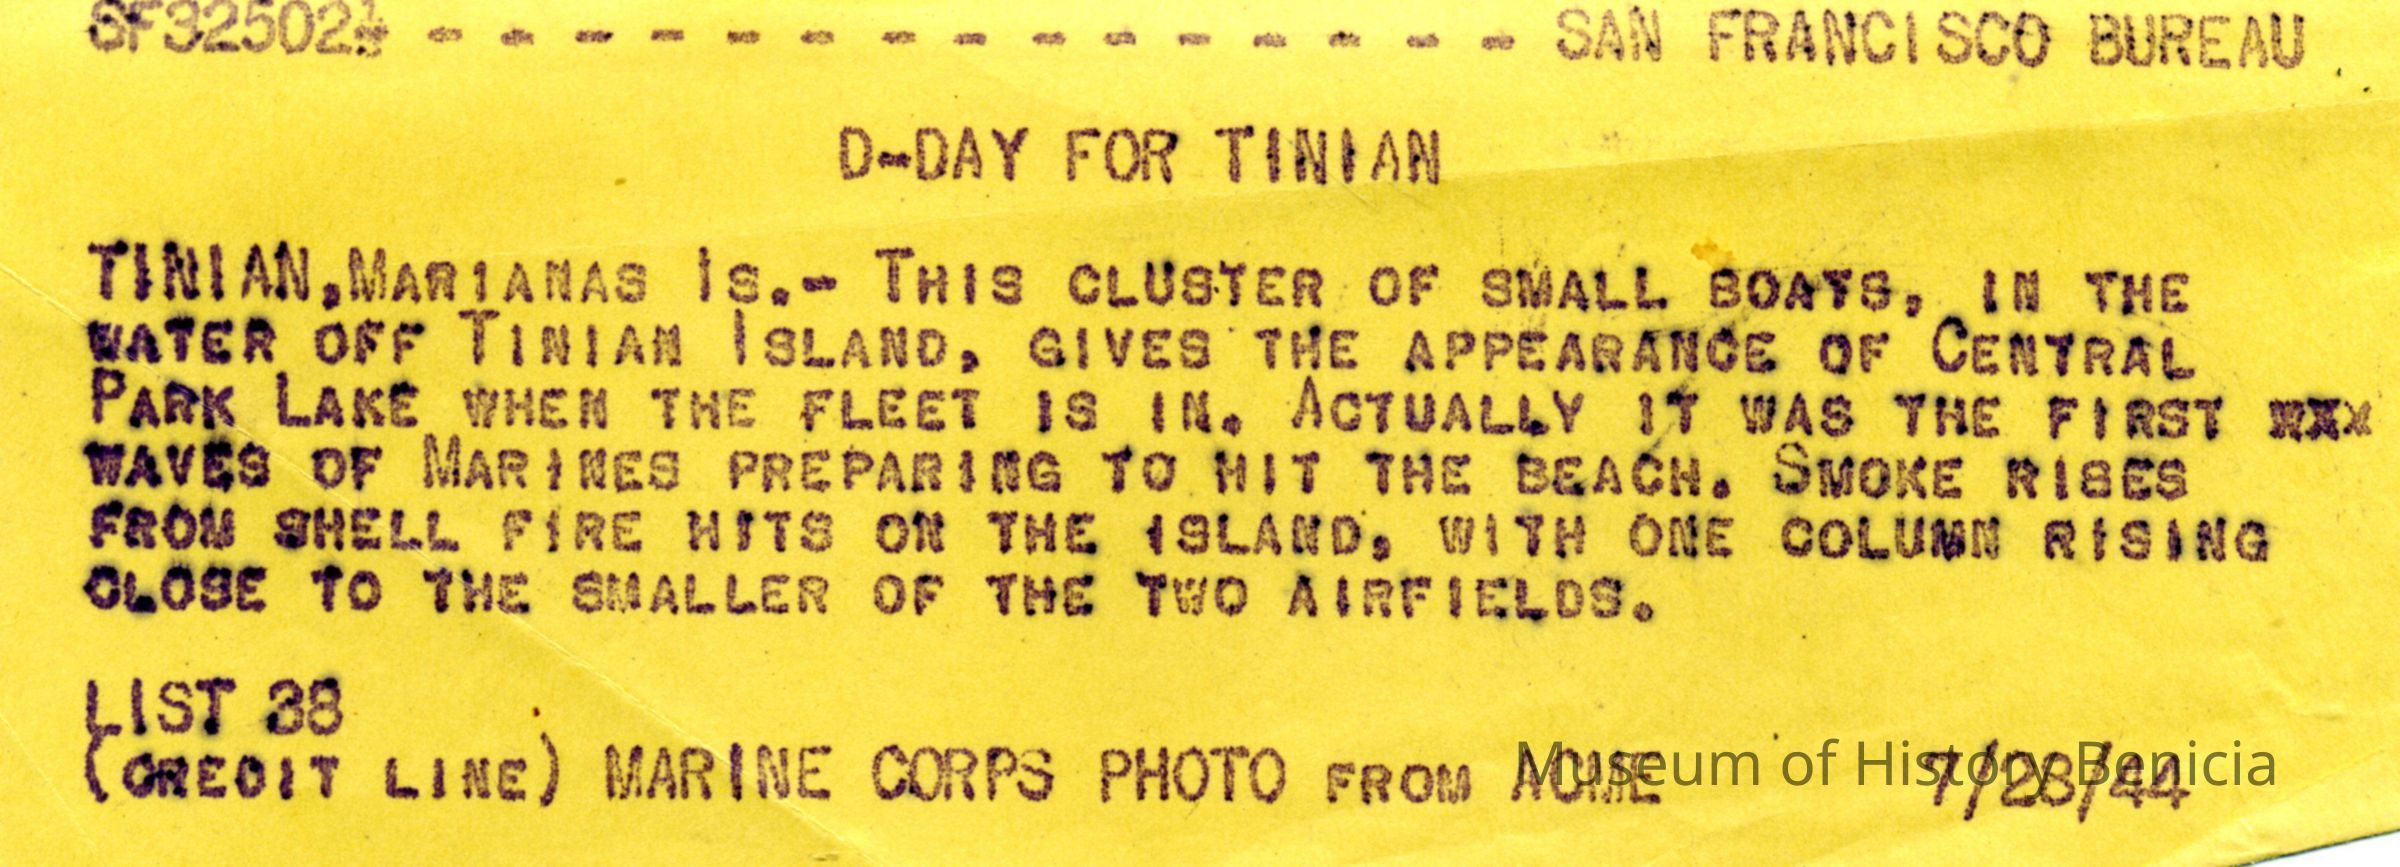 SF32502½ - - - - - - - - - - - - - - - SAN FRANCISCO BUREAU
D-DAY FOR TINIAN
TINIAN,MARIANAS IS.- THIS CLUSTER OF SMALL BOATS, IN THE
WATER OFF TINIAN ISLAND, GIVES THE APPEARANCE OF CENTRAL
PARK LAKE WHEN THE FLEET IS IN. ACTUALLY IT WAS THE FIRST XXX
WAVES OF MARINES PREPARING TO HIT THE BEACH. SMOKE RISES
FROM SHELL FIRE HITS ON THE ISLAND, WITH ONE COLUMN RISING
CLOSE TO THE SMALLER OF THE TWO AIRFIELDS.
LIST 38
(CREDIT LINE) MARINE CORPS PHOTO FROM ACME 7/28/44
Museum of History Benicia